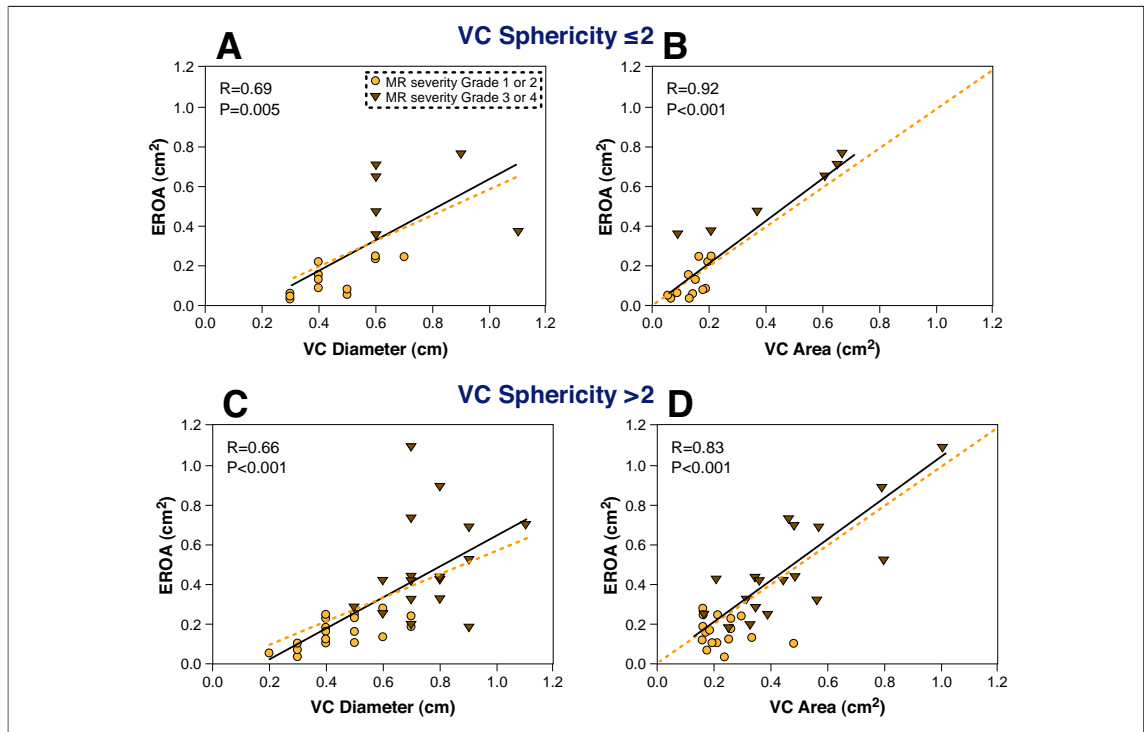 VC Sphericity ≤2
A
B
R=0.69
P=0.005
MR severity Grade 1 or 2
MR severity Grade 3 or 4
EROA (cm²)
1.2
1.0
0.8
0.6
0.4
0.2
0.0
0.0 0.2 0.4 0.6 0.8 1.0 1.2
VC Diameter (cm)
R=0.92
P<0.001
EROA (cm²)
1.2
1.0
0.8
0.6
0.4
0.2
0.0
0.0 0.2 0.4 0.6 0.8 1.0 1.2
VC Area (cm²)
VC Sphericity >2
C
D
R=0.66
P<0.001
EROA (cm²)
1.2
1.0
0.8
0.6
0.4
0.2
0.0
0.0 0.2 0.4 0.6 0.8 1.0 1.2
VC Diameter (cm)
R=0.83
P<0.001
EROA (cm²)
1.2
1.0
0.8
0.6
0.4
0.2
0.0
0.0 0.2 0.4 0.6 0.8 1.0 1.2
VC Area (cm²)